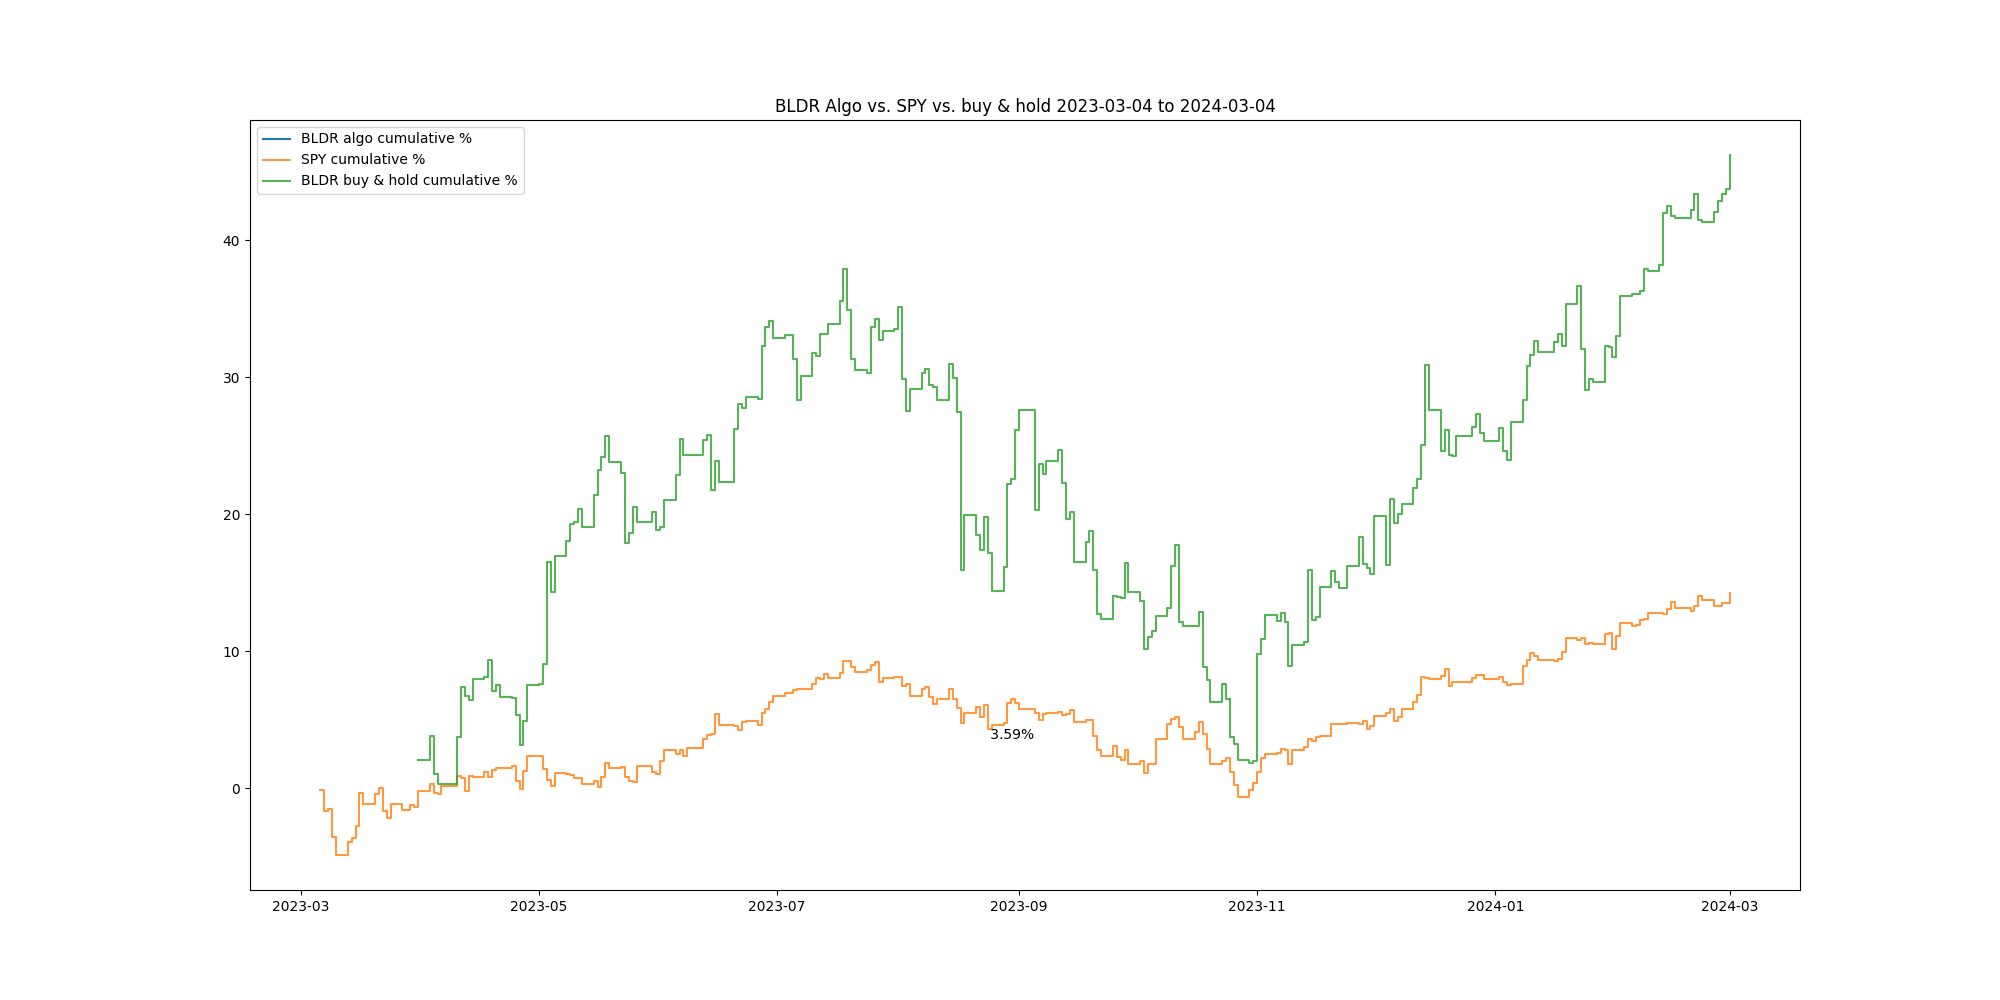 BLDR Algo vs. SPY vs. buy & hold 2023-03-04 to 2024-03-04
BLDR algo cumulative %
SPY cumulative %
BLDR buy & hold cumulative %
40
30
20
10
0
3.59%
2023-03 2023-05 2023-07 2023-09 2023-11 2024-01 2024-03